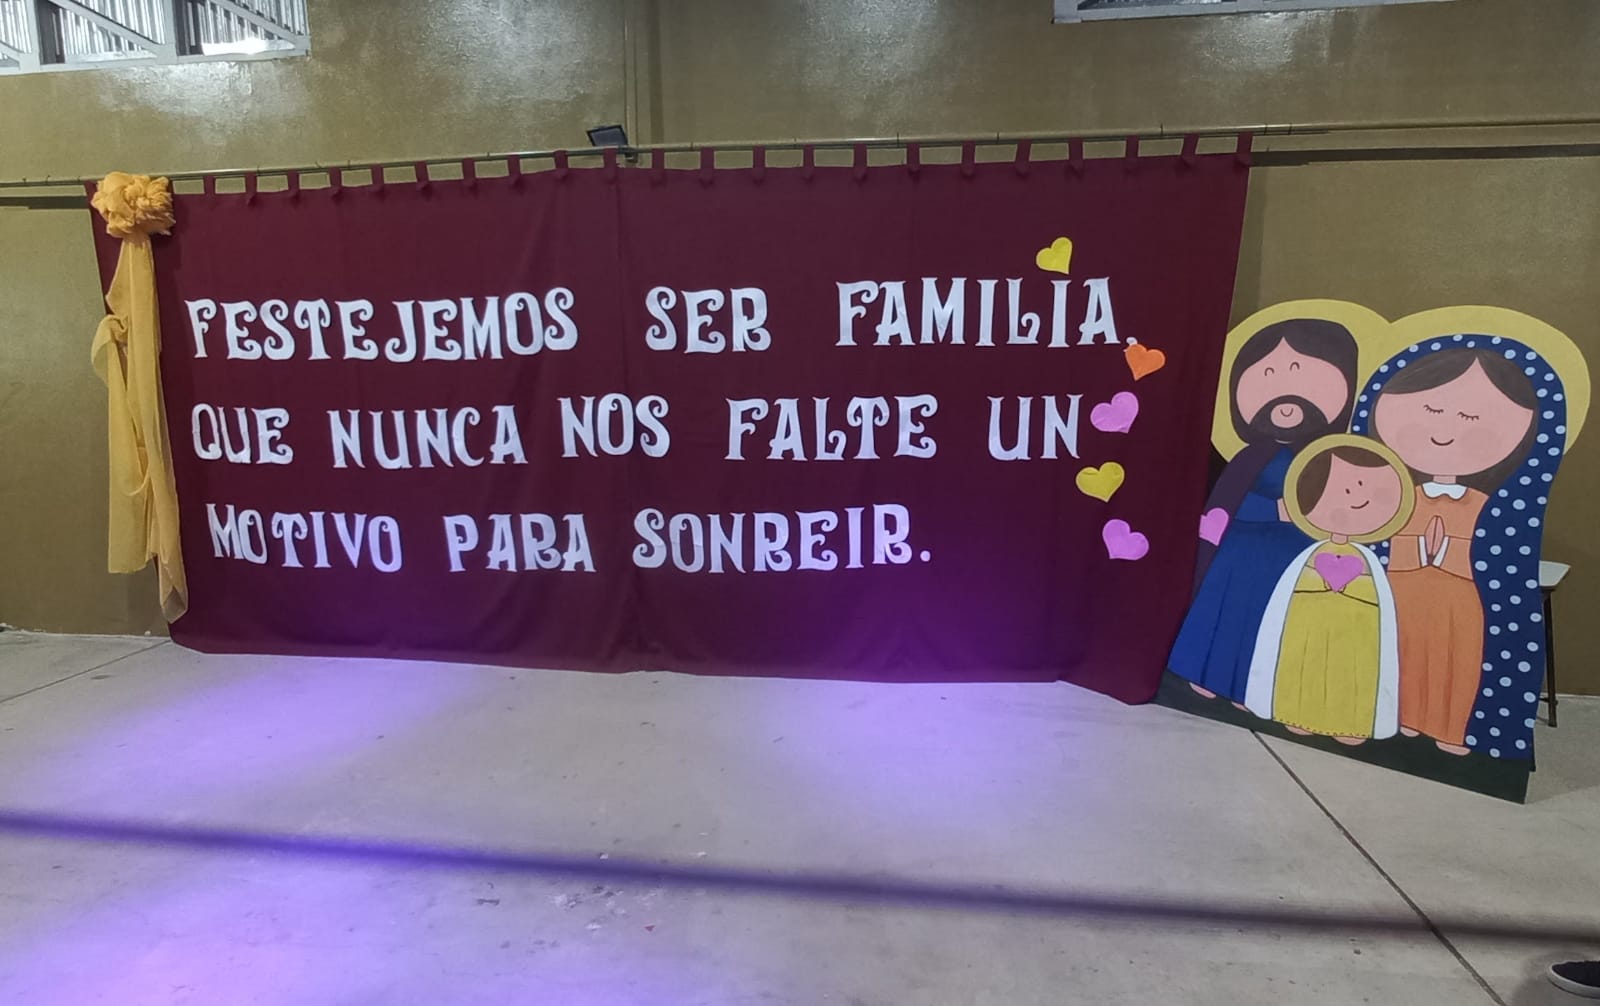 FESTEJEMOS SER FAMILIA.
QUE NUNCA NOS FALTE UN
MOTIVO PARA SONREIR.